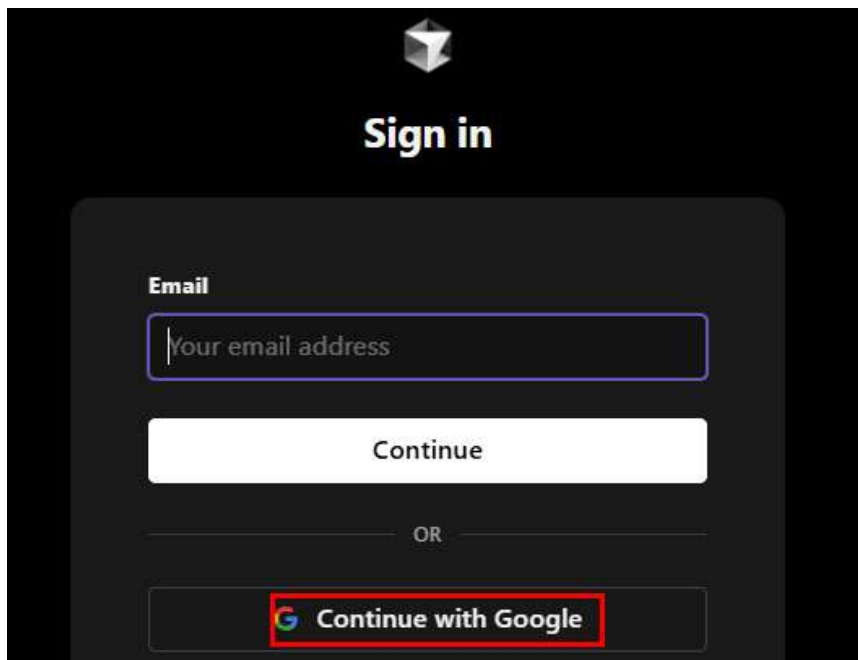 Sign in
Email
Your email address
Continue
OR
Continue with Google